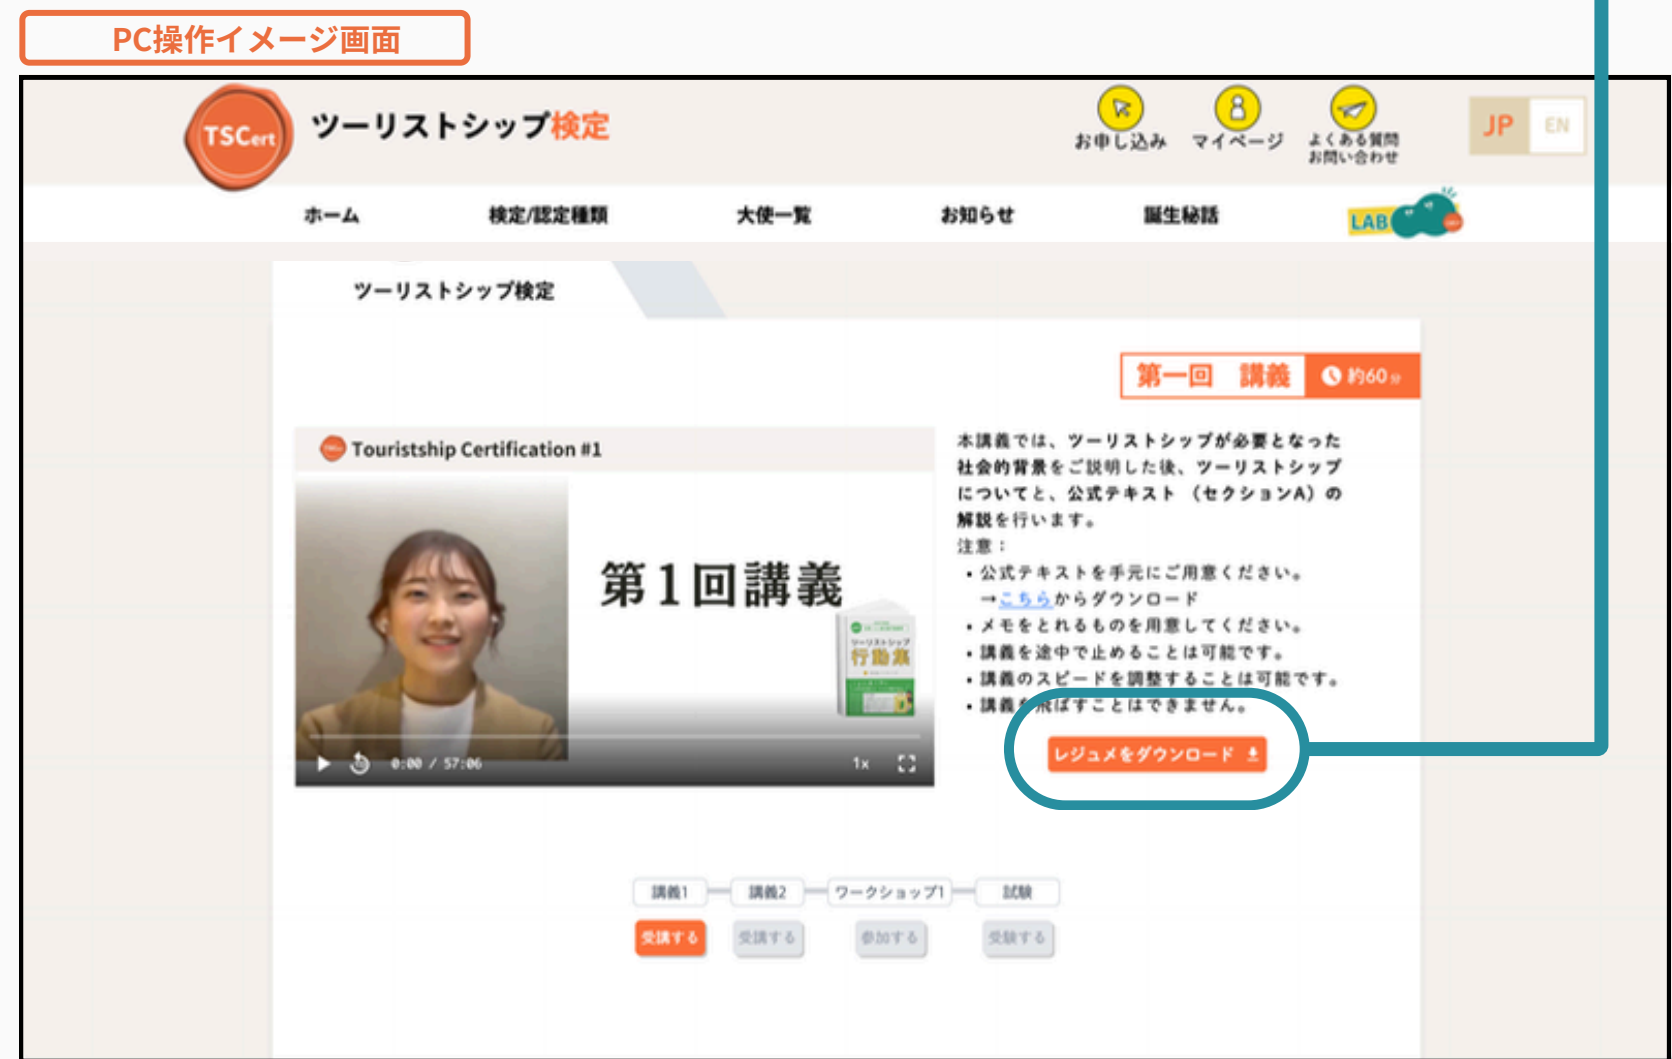 PC操作イメージ画面
TSCert
ツーリストシップ検定
お申し込み
マイページ
よくある質問
お問い合わせ
JP
EN
ホーム
検定/認定種類
大使一覧
お知らせ
誕生秘話
LAB
ツーリストシップ検定
第一回 講義
約60分
Touristship Certification #1
第1回講義
ツーリストシップ
行動集
0:00 / 57:06
1x
本講義では、ツーリストシップが必要となった
社会的背景をご説明した後、ツーリストシップ
についてと、公式テキスト（セクションA）の
解説を行います。
注意：
・公式テキストを手元にご用意ください。
→こちらからダウンロード
・メモをとれるものを用意してください。
・講義を途中で止めることは可能です。
・講義のスピードを調整することは可能です。
・講義を飛ばすことはできません。
レジュメをダウンロード
講義1
講義2
ワークショップ1
試験
受講する
受講する
参加する
受験する